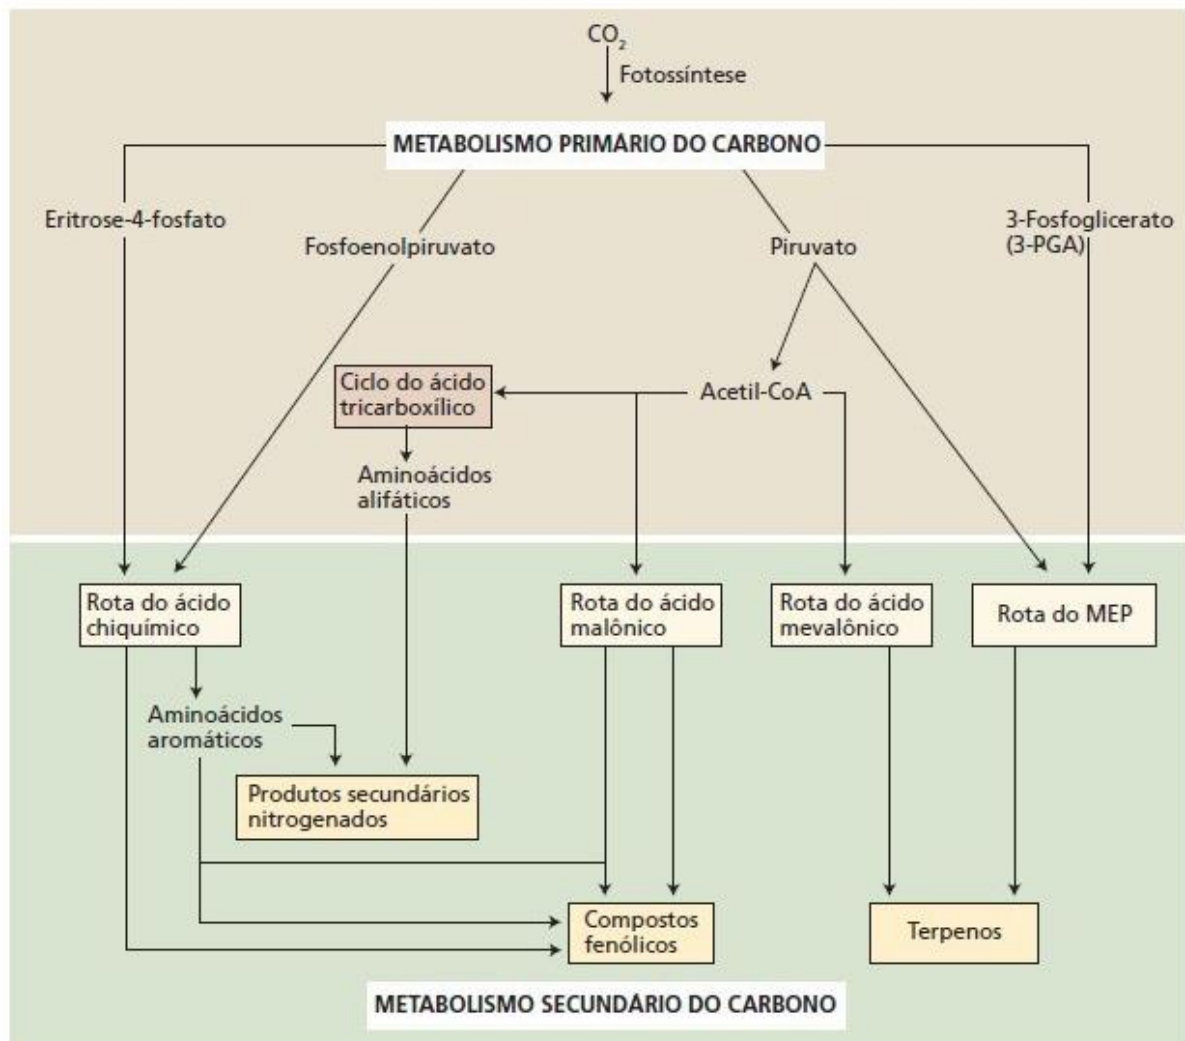 CO₂
Fotossíntese
METABOLISMO PRIMÁRIO DO CARBONO
Eritrose-4-fosfato
Fosfoenolpiruvato
Piruvato
3-Fosfoglicerato
(3-PGA)
Ciclo do ácido
tricarboxílico
Acetil-CoA
Aminoácidos
alifáticos
Rota do ácido
chiquímico
Rota do ácido
malônico
Rota do ácido
mevalônico
Rota do MEP
Aminoácidos
aromáticos
Produtos secundários
nitrogenados
Compostos
fenólicos
Terpenos
METABOLISMO SECUNDÁRIO DO CARBONO